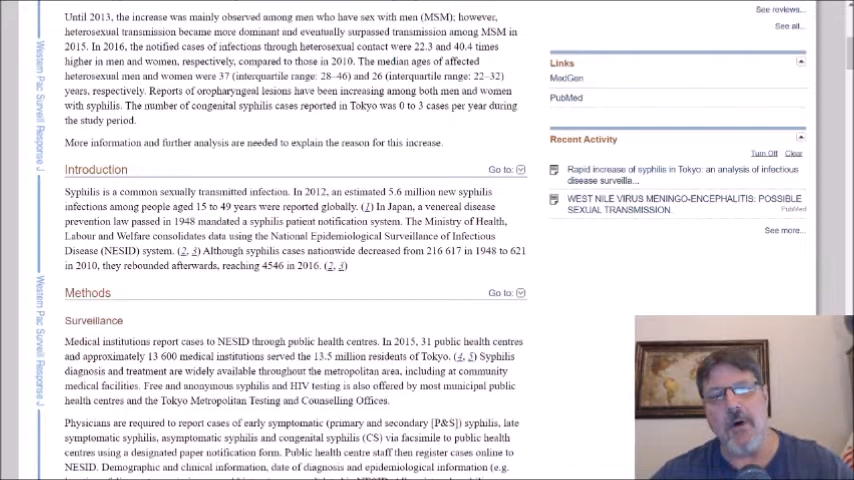 Until 2013, the increase was mainly observed among men who have sex with men (MSM); however,
heterosexual transmission became more dominant and eventually surpassed transmission among MSM in
2015. In 2016, the notified cases of infections through heterosexual contact were 22.3 and 40.4 times
higher in men and women, respectively, compared to those in 2010. The median ages of affected
heterosexual men and women were 37 (interquartile range: 28–46) and 26 (interquartile range: 22–32)
years, respectively. Reports of oropharyngeal lesions have been increasing among both men and women
with syphilis. The number of congenital syphilis cases reported in Tokyo was 0 to 3 cases per year during
the study period.
More information and further analysis are needed to explain the reason for this increase.
Introduction
Go to:
Syphilis is a common sexually transmitted infection. In 2012, an estimated 5.6 million new syphilis
infections among people aged 15 to 49 years were reported globally. (1) In Japan, a venereal disease
prevention law passed in 1948 mandated a syphilis patient notification system. The Ministry of Health,
Labour and Welfare consolidates data using the National Epidemiological Surveillance of Infectious
Disease (NESID) system. (2, 3) Although syphilis cases nationwide decreased from 216 617 in 1948 to 621
in 2010, they rebounded afterwards, reaching 4546 in 2016. (2, 3)
Methods
Go to:
Surveillance
Medical institutions report cases to NESID through public health centres. In 2015, 31 public health centres
and approximately 13 600 medical institutions served the 13.5 million residents of Tokyo. (4, 5) Syphilis
diagnosis and treatment are widely available throughout the metropolitan area, including at community
medical facilities. Free and anonymous syphilis and HIV testing is also offered by most municipal public
health centres and the Tokyo Metropolitan Testing and Counselling Offices.
Physicians are required to report cases of early symptomatic (primary and secondary [P&S]) syphilis, late
symptomatic syphilis, asymptomatic syphilis and congenital syphilis (CS) via facsimile to public health
centres using a designated paper notification form. Public health centre staff then register cases online to
NESID. Demographic and clinical information, date of diagnosis and epidemiological information (e.g.
Western Pac Surveill Response J
Western Pac Surveill Response J
See reviews...
See all...
Links
MedGen
PubMed
Recent Activity
Turn Off Clear
Rapid increase of syphilis in Tokyo: an analysis of infectious
disease surveilla...
WEST NILE VIRUS MENINGO-ENCEPHALITIS: POSSIBLE
SEXUAL TRANSMISSION.
PubMed
See more...